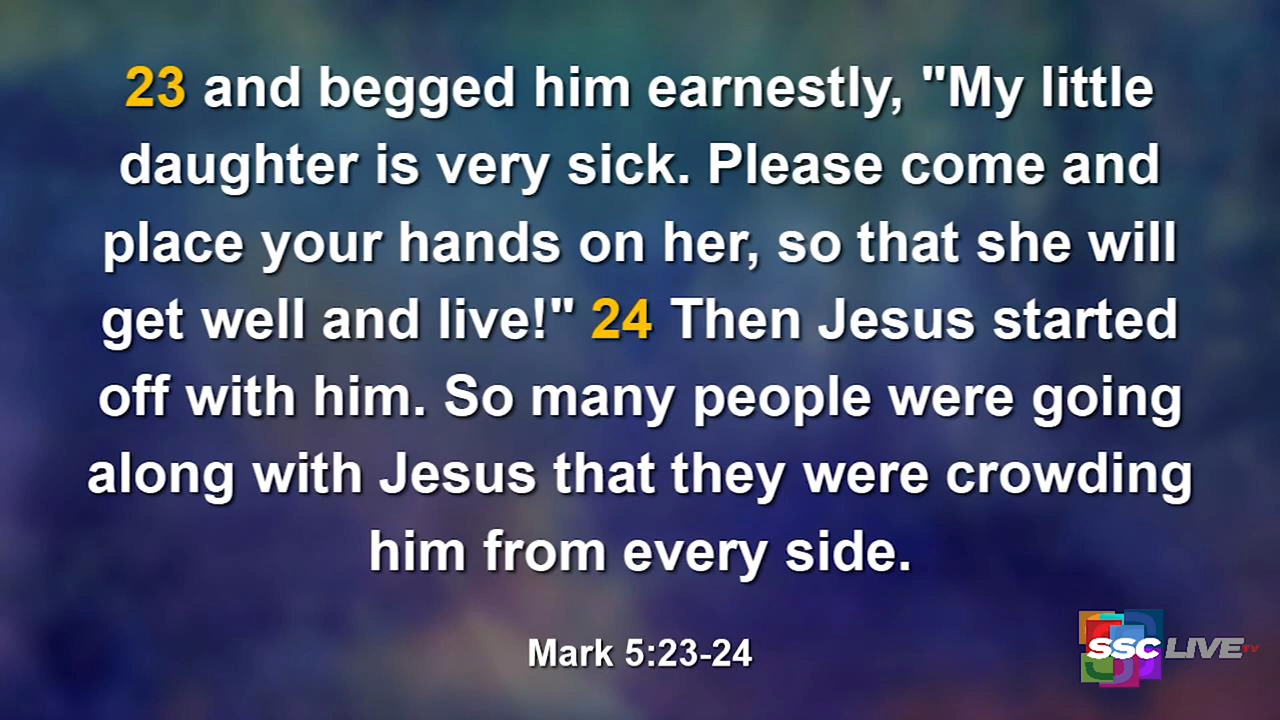 23 and begged him earnestly, "My little
daughter is very sick. Please come and
place your hands on her, so that she will
get well and live!" 24 Then Jesus started
off with him. So many people were going
along with Jesus that they were crowding
him from every side.
Mark 5:23-24
SSC LIVE TV